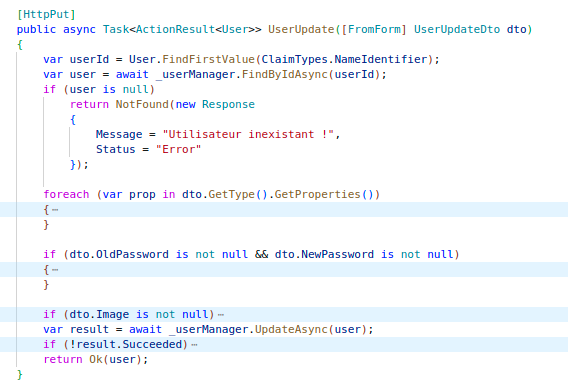 [HttpPut]
public async Task<ActionResult<User>> UserUpdate([FromForm] UserUpdateDto dto)
{
    var userId = User.FindFirstValue(ClaimTypes.NameIdentifier);
    var user = await _userManager.FindByIdAsync(userId);
    if (user is null)
        return NotFound(new Response
        {
            Message = "Utilisateur inexistant !",
            Status = "Error"
        });
    foreach (var prop in dto.GetType().GetProperties())
    {⋯
    }
    if (dto.OldPassword is not null && dto.NewPassword is not null)
    {⋯
    }
    if (dto.Image is not null)⋯
    var result = await _userManager.UpdateAsync(user);
    if (!result.Succeeded)⋯
    return Ok(user);
}